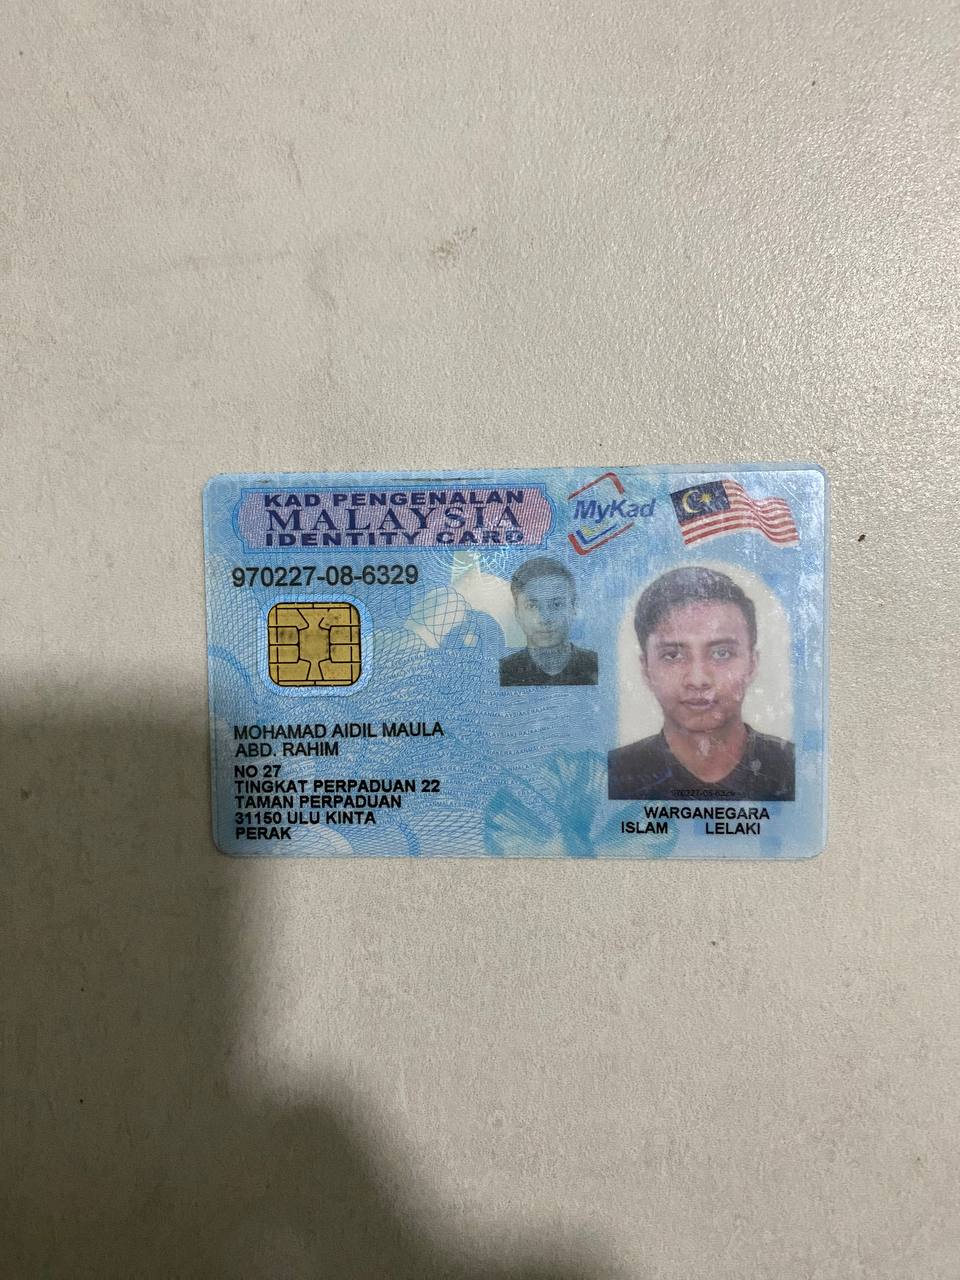 KAD PENGENALAN
MALAYSIA
IDENTITY CARD
MyKad
970227-08-6329
MOHAMAD AIDIL MAULA
ABD. RAHIM
NO 27
TINGKAT PERPADUAN 22
TAMAN PERPADUAN
31150 ULU KINTA
PERAK
970227-08-6329
WARGANEGARA
ISLAM LELAKI